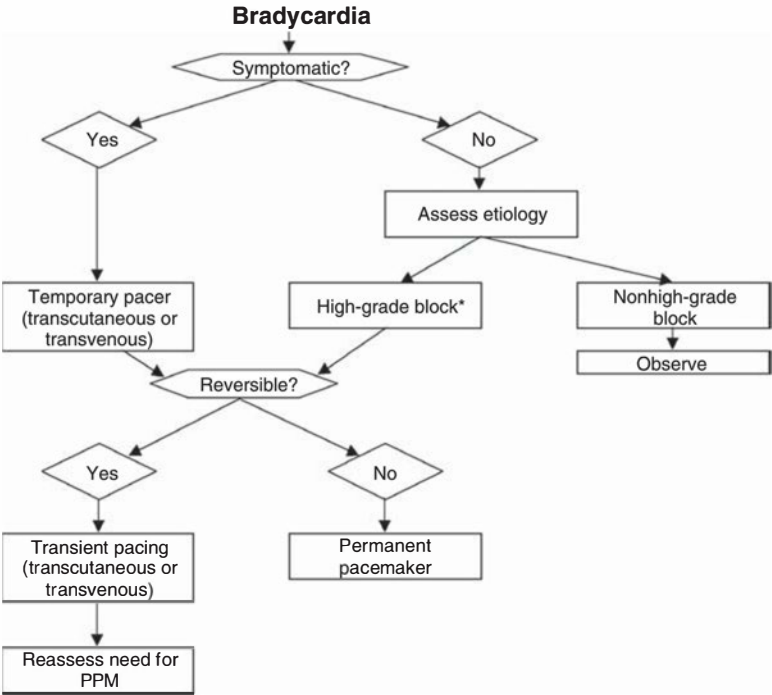 Bradycardia
Symptomatic?
Yes
No
Assess etiology
Temporary pacer
(transcutaneous or
transvenous)
High-grade block*
Nonhigh-grade
block
Observe
Reversible?
Yes
No
Transient pacing
(transcutaneous or
transvenous)
Permanent
pacemaker
Reassess need for
PPM